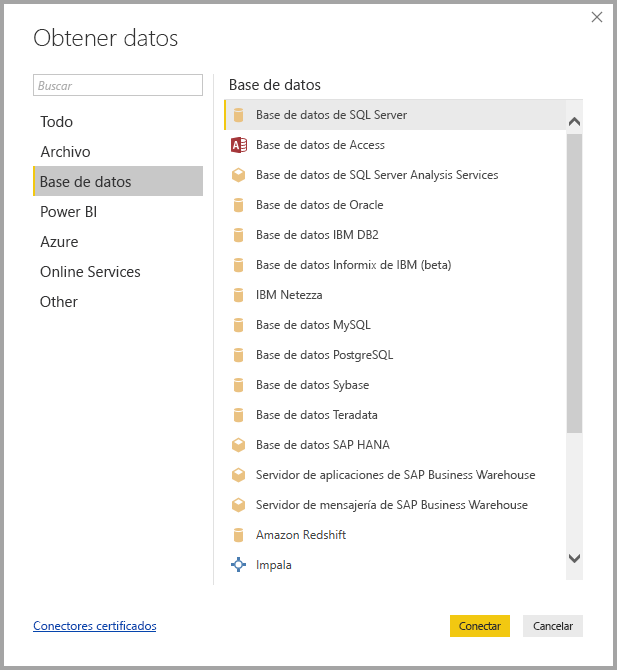 Obtener datos
Buscar
Todo
Archivo
Base de datos
Power BI
Azure
Online Services
Other
Base de datos
Base de datos de SQL Server
Base de datos de Access
Base de datos de SQL Server Analysis Services
Base de datos de Oracle
Base de datos IBM DB2
Base de datos Informix de IBM (beta)
IBM Netezza
Base de datos MySQL
Base de datos PostgreSQL
Base de datos Sybase
Base de datos Teradata
Base de datos SAP HANA
Servidor de aplicaciones de SAP Business Warehouse
Servidor de mensajería de SAP Business Warehouse
Amazon Redshift
Impala
Conectores certificados
Conectar
Cancelar